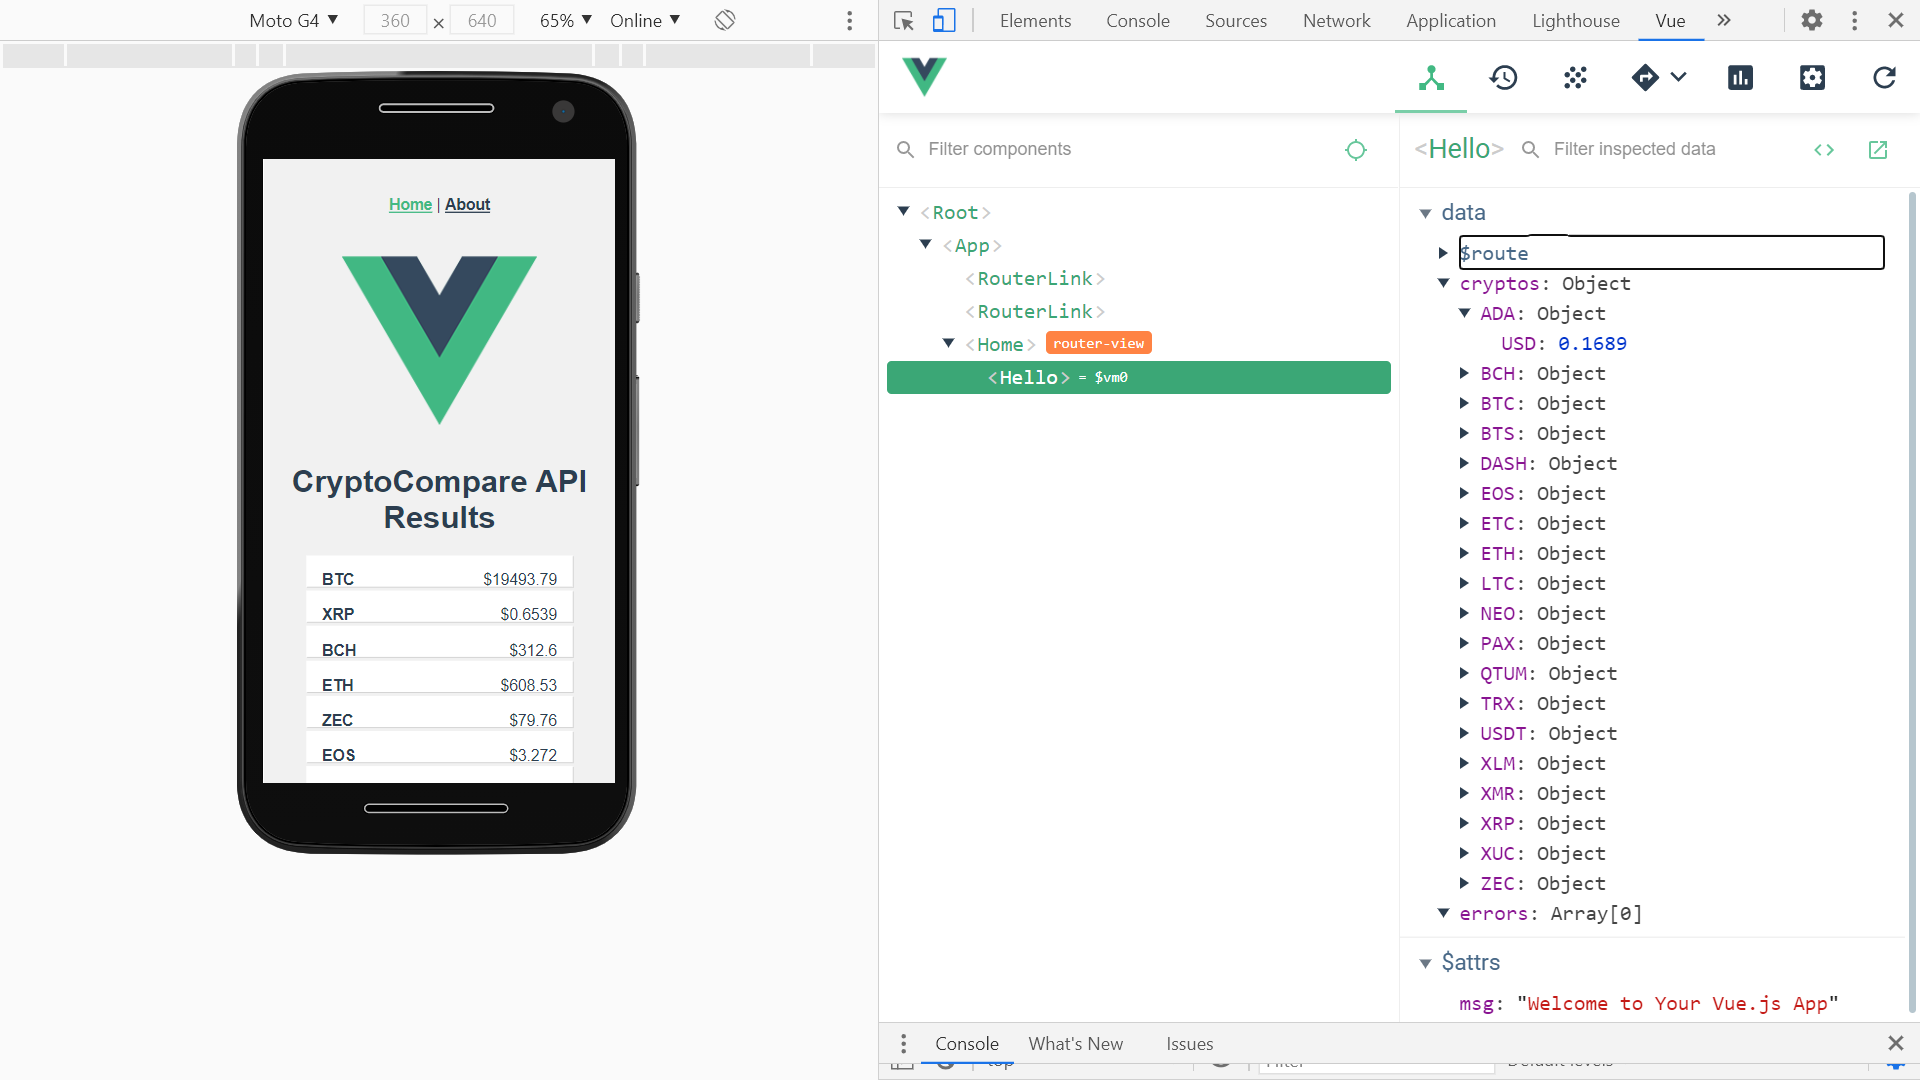 Moto G4 ▼ 360 × 640 65% ▼ Online ▼
Home | About
CryptoCompare API
Results
BTC $19493.79
XRP $0.6539
BCH $312.6
ETH $608.53
ZEC $79.76
EOS $3.272
Elements Console Sources Network Application Lighthouse Vue »
Filter components
<Root>
<App>
<RouterLink>
<RouterLink>
<Home> router-view
<Hello> = $vm0
<Hello> Filter inspected data
data
$route
cryptos: Object
ADA: Object
USD: 0.1689
BCH: Object
BTC: Object
BTS: Object
DASH: Object
EOS: Object
ETC: Object
ETH: Object
LTC: Object
NEO: Object
PAX: Object
QTUM: Object
TRX: Object
USDT: Object
XLM: Object
XMR: Object
XRP: Object
XUC: Object
ZEC: Object
errors: Array[0]
$attrs
msg: "Welcome to Your Vue.js App"
Console What's New Issues
top Filter Default levels